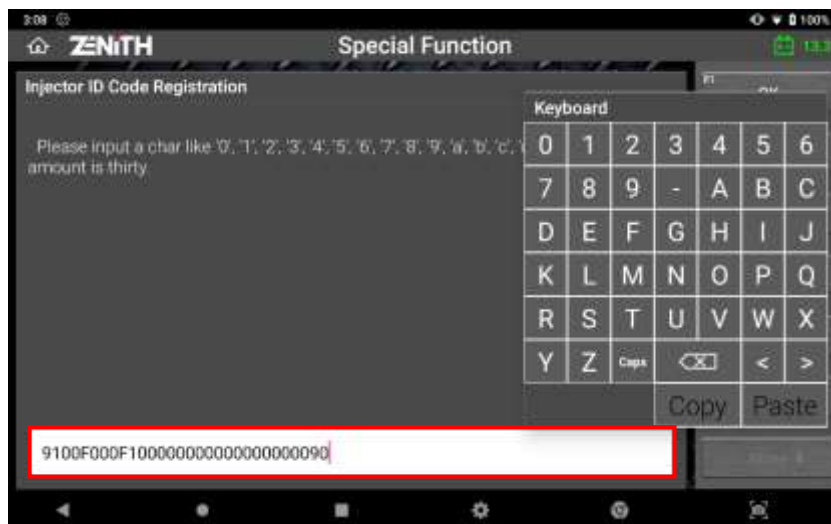 3:08 100%
ZENITH Special Function 13.3
Injector ID Code Registration
Please input a char like '0', '1', '2', '3', '4', '5', '6', '7', '8', '9', 'a', 'b', 'c',
amount is thirty
Keyboard
0 1 2 3 4 5 6
7 8 9 - A B C
D E F G H I J
K L M N O P Q
R S T U V W X
Y Z Caps < >
Copy Paste